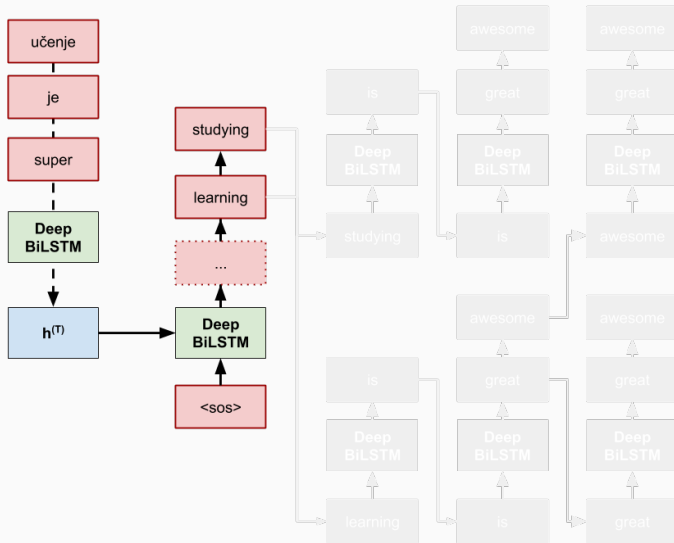 učenje
je
super
Deep
BiLSTM
h(T)
studying
learning
...
Deep
BiLSTM
<sos>
is
Deep
BiLSTM
studying
awesome
great
Deep
BiLSTM
is
awesome
great
Deep
BiLSTM
awesome
is
Deep
BiLSTM
learning
awesome
great
Deep
BiLSTM
is
awesome
great
Deep
BiLSTM
great